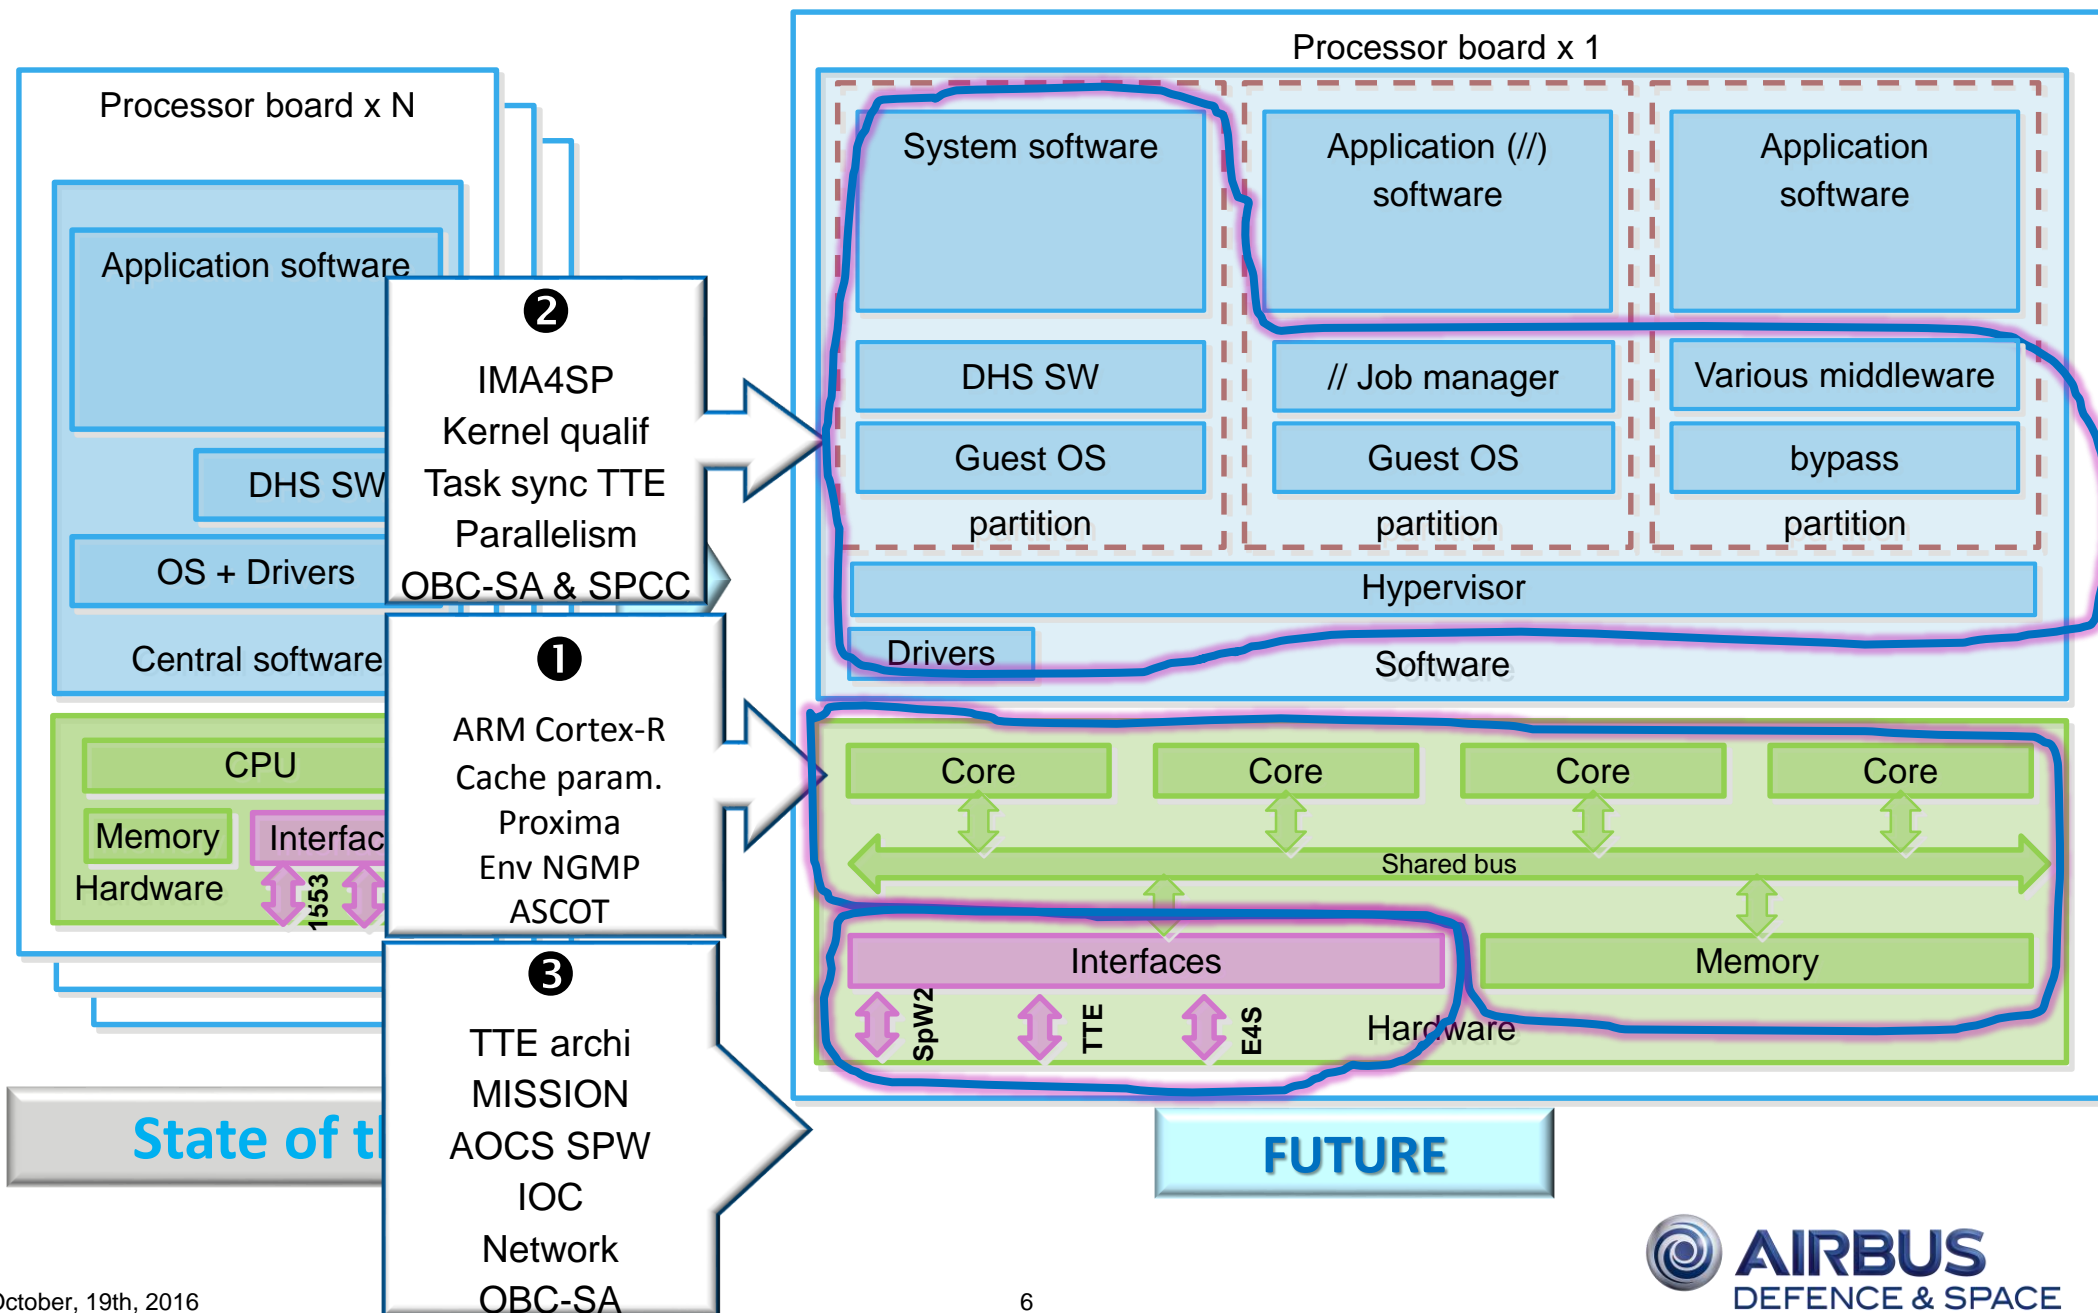 Processor board x N
Application software
DHS SW
OS + Drivers
Central software
CPU
Memory
Interfac
Hardware
1553
State of t
❷
IMA4SP
Kernel qualif
Task sync TTE
Parallelism
OBC-SA & SPCC
❶
ARM Cortex-R
Cache param.
Proxima
Env NGMP
ASCOT
❸
TTE archi
MISSION
AOCS SPW
IOC
Network
OBC-SA
Processor board x 1
System software
DHS SW
Guest OS
partition
Application (//)
software
// Job manager
Guest OS
partition
Application
software
Various middleware
bypass
partition
Hypervisor
Drivers
Software
Core
Core
Core
Core
Shared bus
Interfaces
Memory
SpW2
TTE
E4S
Hardware
FUTURE
October, 19th, 2016
6
AIRBUS
DEFENCE & SPACE